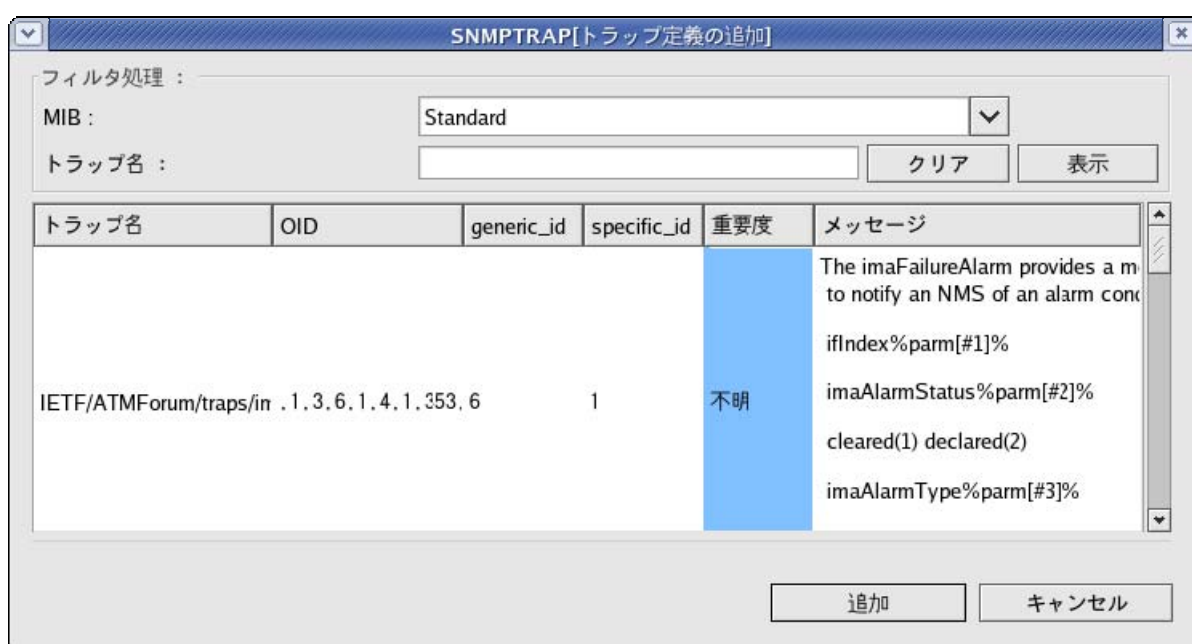 SNMPTRAP[トラップ定義の追加]
フィルタ処理 :
MIB : Standard
トラップ名 : クリア 表示
トラップ名 OID generic_id specific_id 重要度 メッセージ
The imaFailureAlarm provides a
to notify an NMS of an alarm
ifIndex%parm[#1]%
IETF/ATMForum/traps/ .1.3.6.1.4.1.353. 6 1 不明 imaAlarmStatus%parm[#2]%
cleared(1) declared(2)
imaAlarmType%parm[#3]%
追加 キャンセル